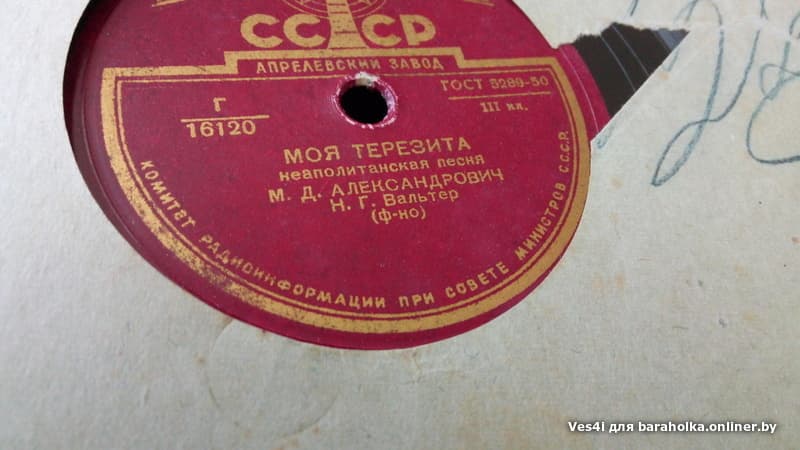 СССР
АПРЕЛЕВСКИЙ ЗАВОД
Г
16120
ГОСТ 5289-50
III кл.
МОЯ ТЕРЕЗИТА
неаполитанская песня
М. Д. АЛЕКСАНДРОВИЧ
Н. Г. Вальтер
(ф-но)
КОМИТЕТ РАДИОИНФОРМАЦИИ ПРИ СОВЕТЕ МИНИСТРОВ СССР.
Ves4i для baraholka.onliner.by